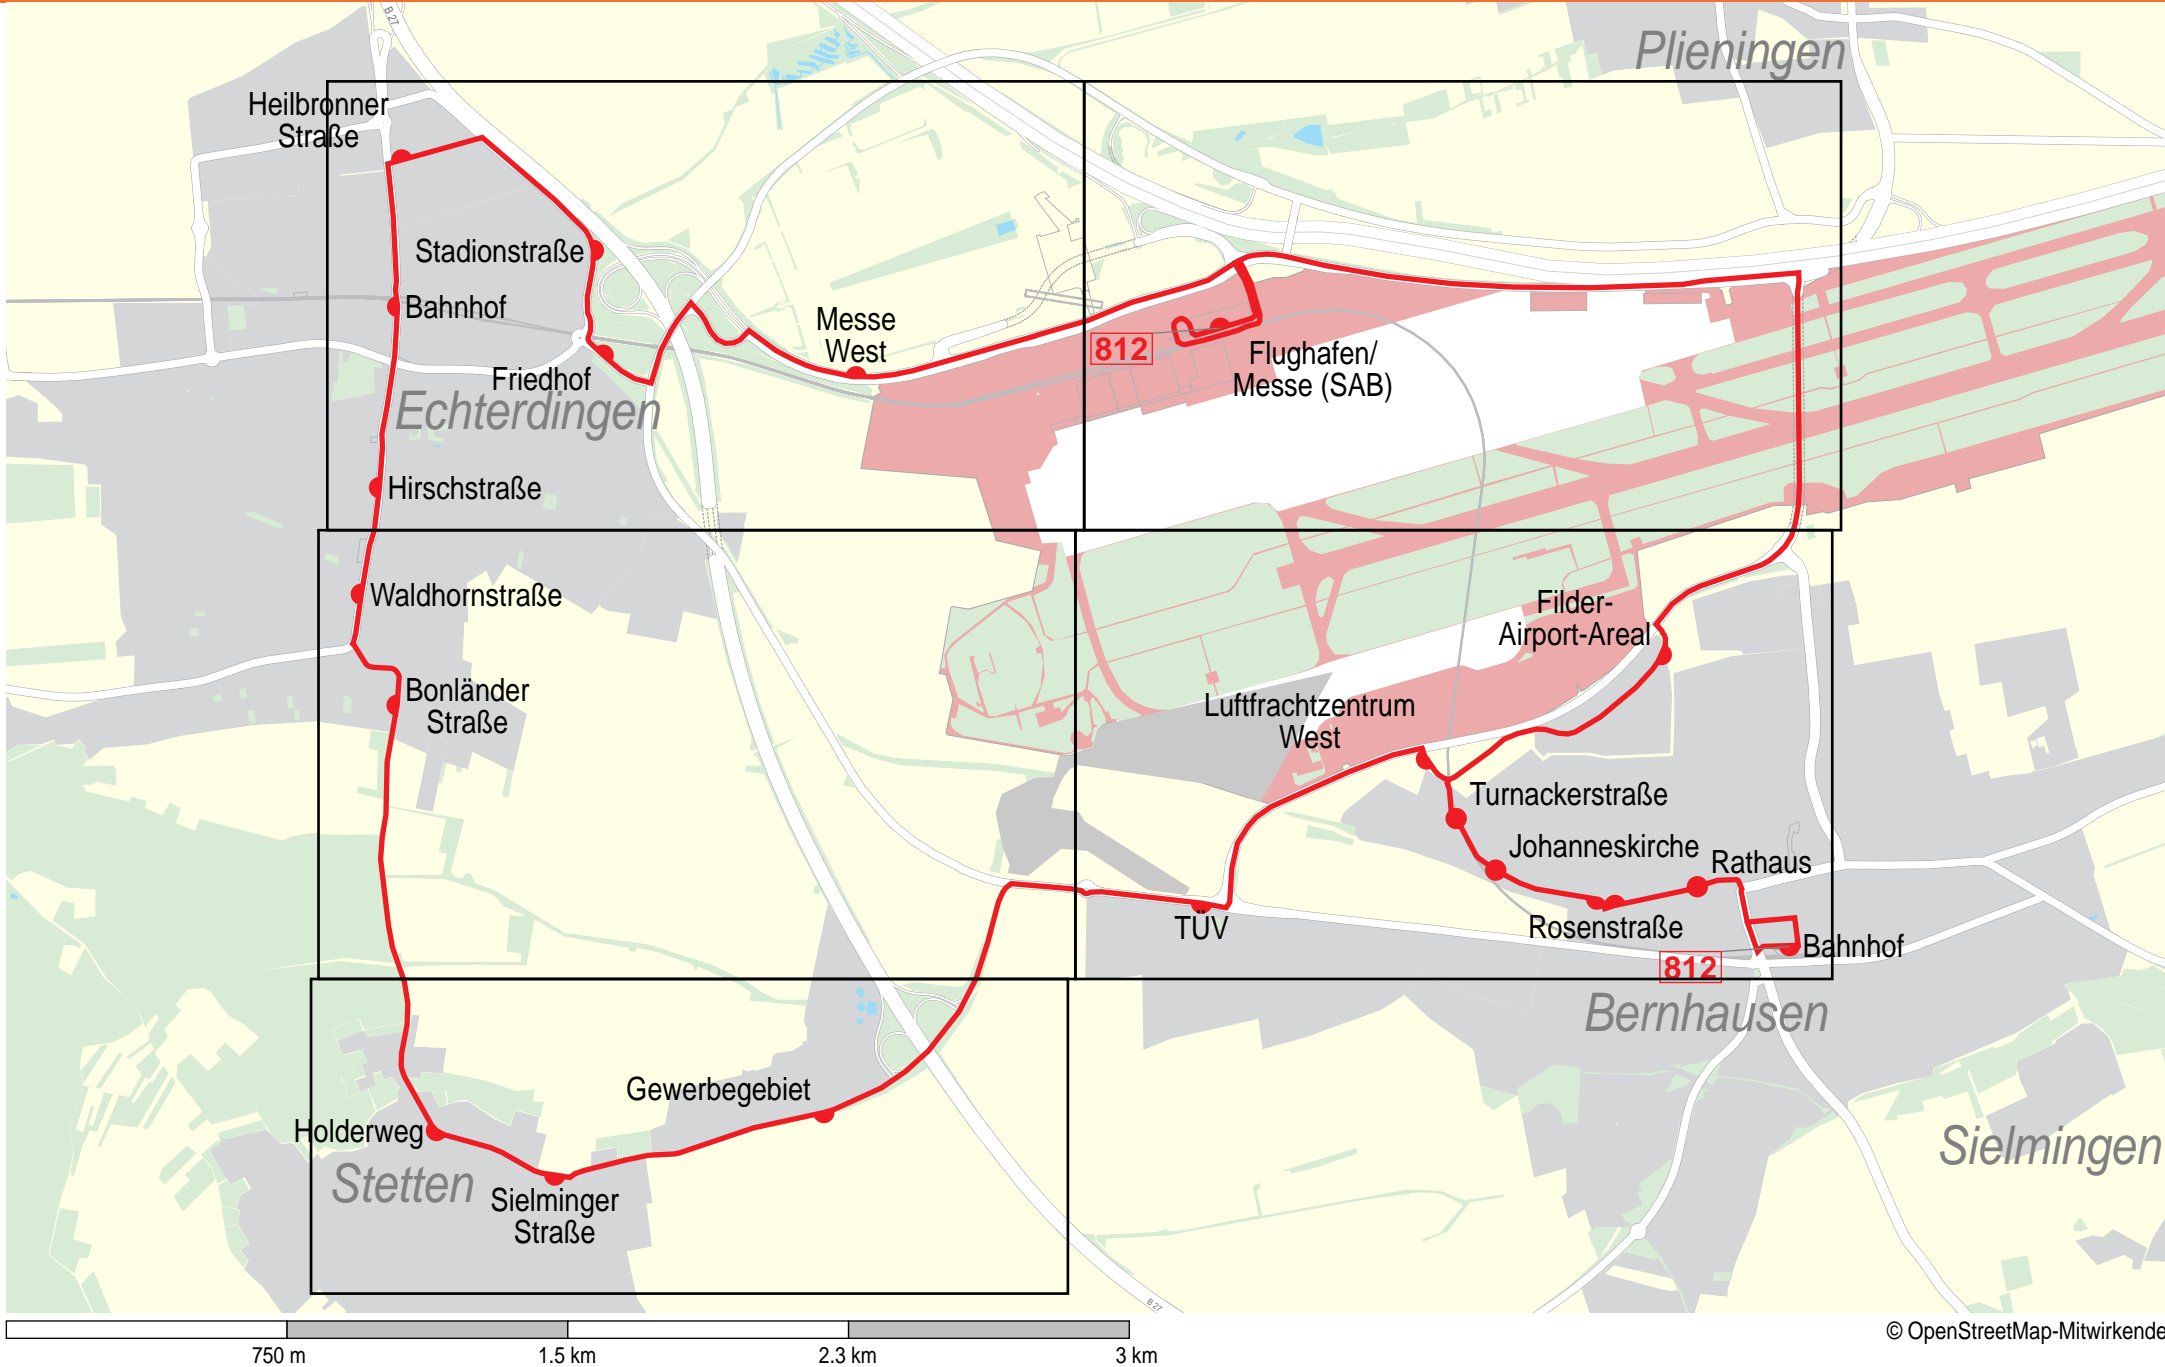 B 27
Plieningen
Heilbronner
Straße
Stadionstraße
Bahnhof
Messe
West
812
Flughafen/
Messe (SAB)
Friedhof
Echterdingen
Hirschstraße
Waldhornstraße
Filder-
Airport-Areal
Bonländer
Straße
Luftfrachtzentrum
West
Turnackerstraße
Johanneskirche
Rathaus
TÜV
Rosenstraße
Bahnhof
812
Bernhausen
Gewerbegebiet
Holderweg
Stetten
Sielminger
Straße
Sielmingen
B 27
© OpenStreetMap-Mitwirkende
750 m
1.5 km
2.3 km
3 km